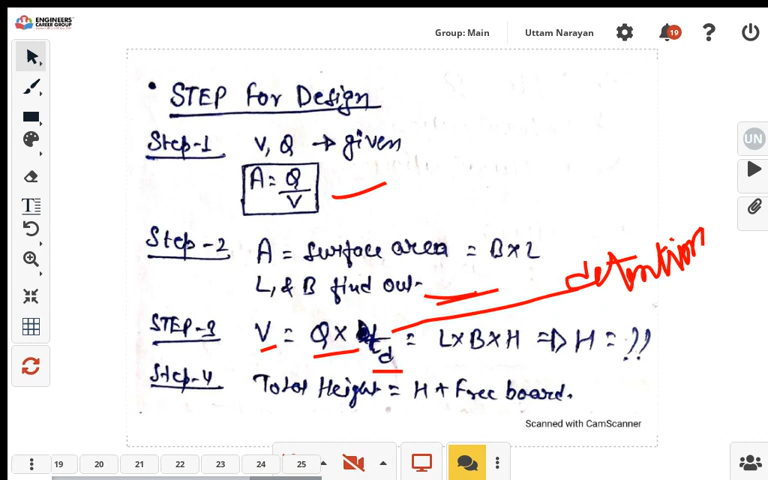 ENGINEERS CAREER GROUP
Group: Main Uttam Narayan 19
UN
• STEP for Design
Step-1 V, Q → given
A = Q/V
Step-2 A = Surface area = B×L
L, & B find out-
detention
STEP-3 V = Q × td = L×B×H ⇒ H = ??
Step-4 Total Height = H + Free board.
Scanned with CamScanner
19 20 21 22 23 24 25